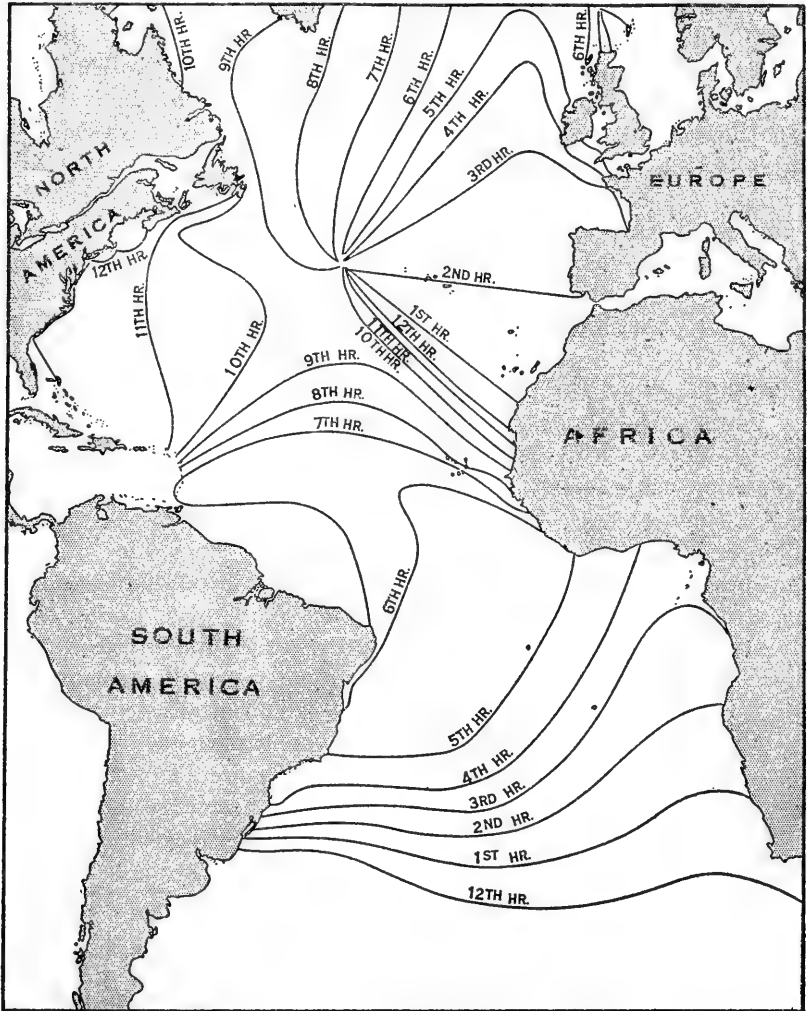 10TH HR.
9TH HR
8TH HR.
7TH HR.
6TH HR.
5TH HR.
4TH HR.
3RD HR.
6TH HR.
NORTH
AMERICA
EUROPE
12TH HR.
11TH HR.
10TH HR.
2ND HR.
1ST HR.
12TH HR.
11TH HR.
10TH HR.
9TH HR.
8TH HR.
7TH HR.
AFRICA
6TH HR.
SOUTH
AMERICA
5TH HR.
4TH HR.
3RD HR.
2ND HR.
1ST HR.
12TH HR.